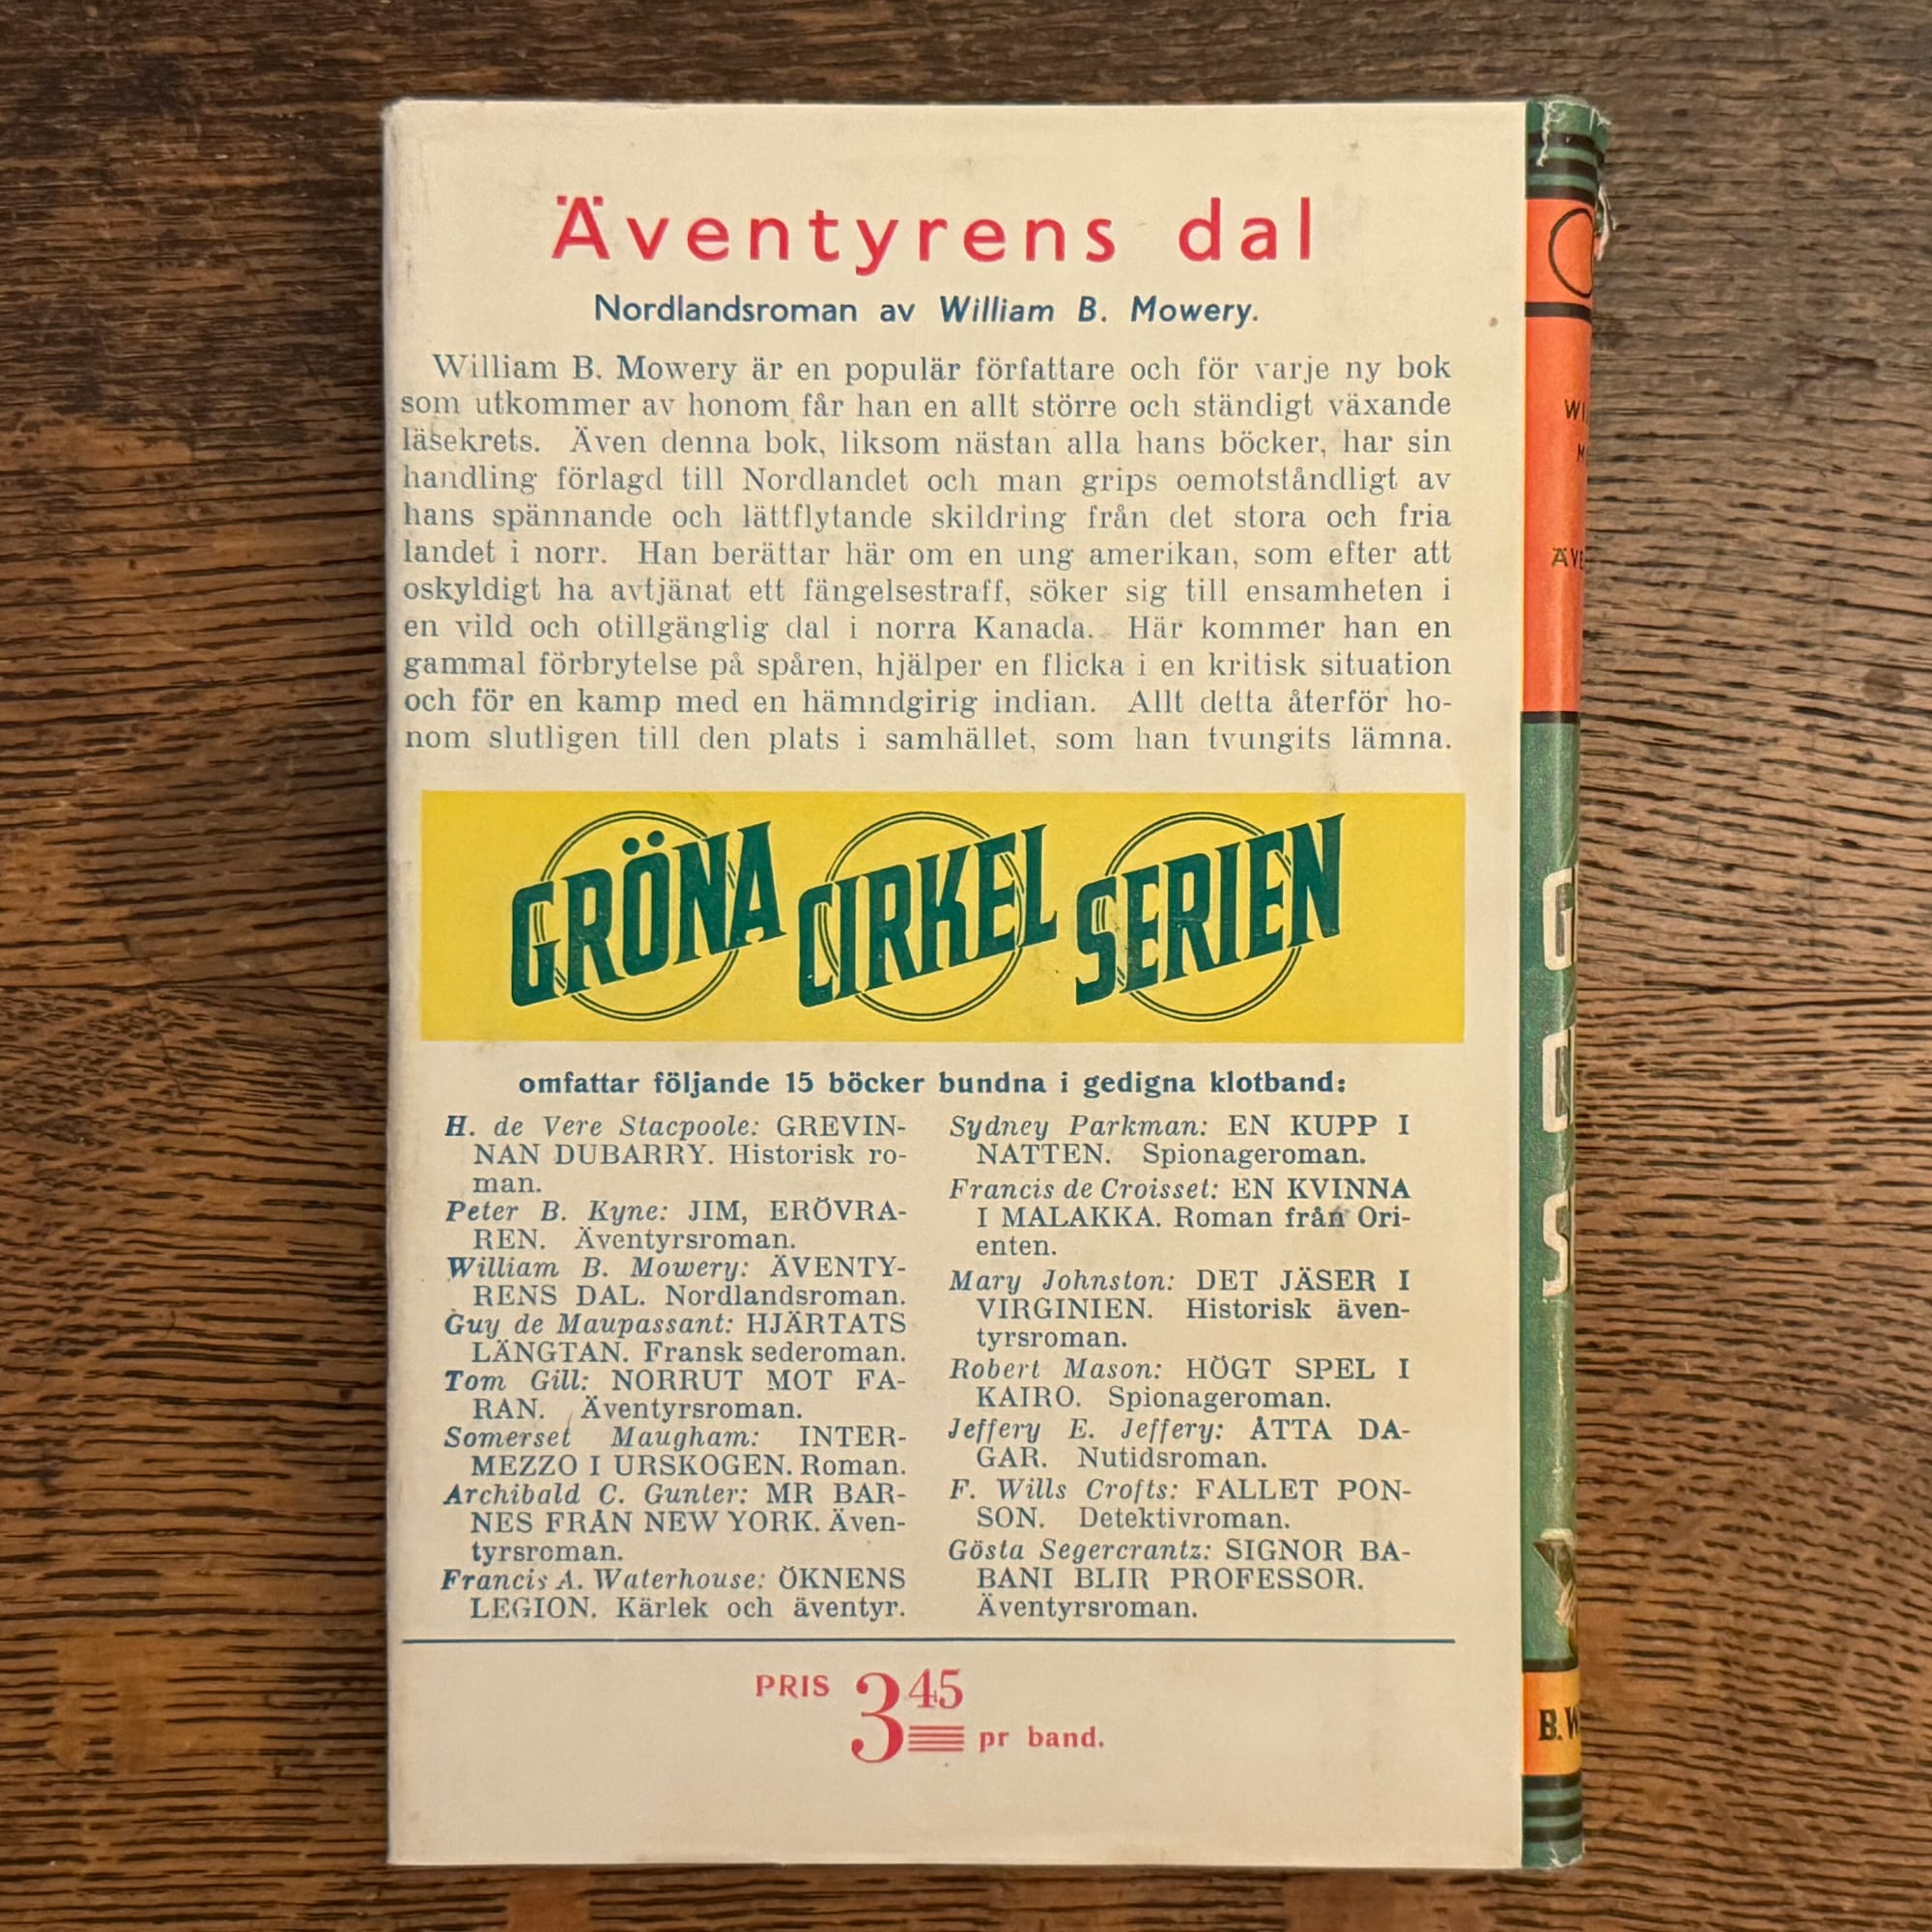 Äventyrens dal
Nordlandsroman av William B. Mowery.
William B. Mowery är en populär författare och för varje ny bok
som utkommer av honom får han en allt större och ständigt växande
läsekrets. Även denna bok, liksom nästan alla hans böcker, har sin
handling förlagd till Nordlandet och man grips oemotståndligt av
hans spännande och lättflytande skildring från det stora och fria
landet i norr. Han berättar här om en ung amerikan, som efter att
oskyldigt ha avtjänat ett fängelsestraff, söker sig till ensamheten i
en vild och otillgänglig dal i norra Kanada. Här kommer han en
gammal förbrytelse på spåren, hjälper en flicka i en kritisk situation
och för en kamp med en hämndgirig indian. Allt detta återför ho-
nom slutligen till den plats i samhället, som han tvungits lämna.
GRÖNA CIRKEL SERIEN
omfattar följande 15 böcker bundna i gedigna klotband:
H. de Vere Stacpoole: GREVIN-
NAN DUBARRY. Historisk ro-
man.
Peter B. Kyne: JIM, ERÖVRA-
REN. Äventyrsroman.
William B. Mowery: ÄVENTY-
RENS DAL. Nordlandsroman.
Guy de Maupassant: HJÄRTATS
LÄNGTAN. Fransk sederoman.
Tom Gill: NORRUT MOT FA-
RAN. Äventyrsroman.
Somerset Maugham: INTER-
MEZZO I URSKOGEN. Roman.
Archibald C. Gunter: MR BAR-
NES FRÅN NEW YORK. Även-
tyrsroman.
Francis A. Waterhouse: ÖKNENS
LEGION. Kärlek och äventyr.
Sydney Parkman: EN KUPP I
NATTEN. Spionageroman.
Francis de Croisset: EN KVINNA
I MALAKKA. Roman från Ori-
enten.
Mary Johnston: DET JÄSER I
VIRGINIEN. Historisk även-
tyrsroman.
Robert Mason: HÖGT SPEL I
KAIRO. Spionageroman.
Jeffery E. Jeffery: ÅTTA DA-
GAR. Nutidsroman.
F. Wills Crofts: FALLET PON-
SON. Detektivroman.
Gösta Segercrantz: SIGNOR BA-
BANI BLIR PROFESSOR.
Äventyrsroman.
PRIS 3 45 pr band.